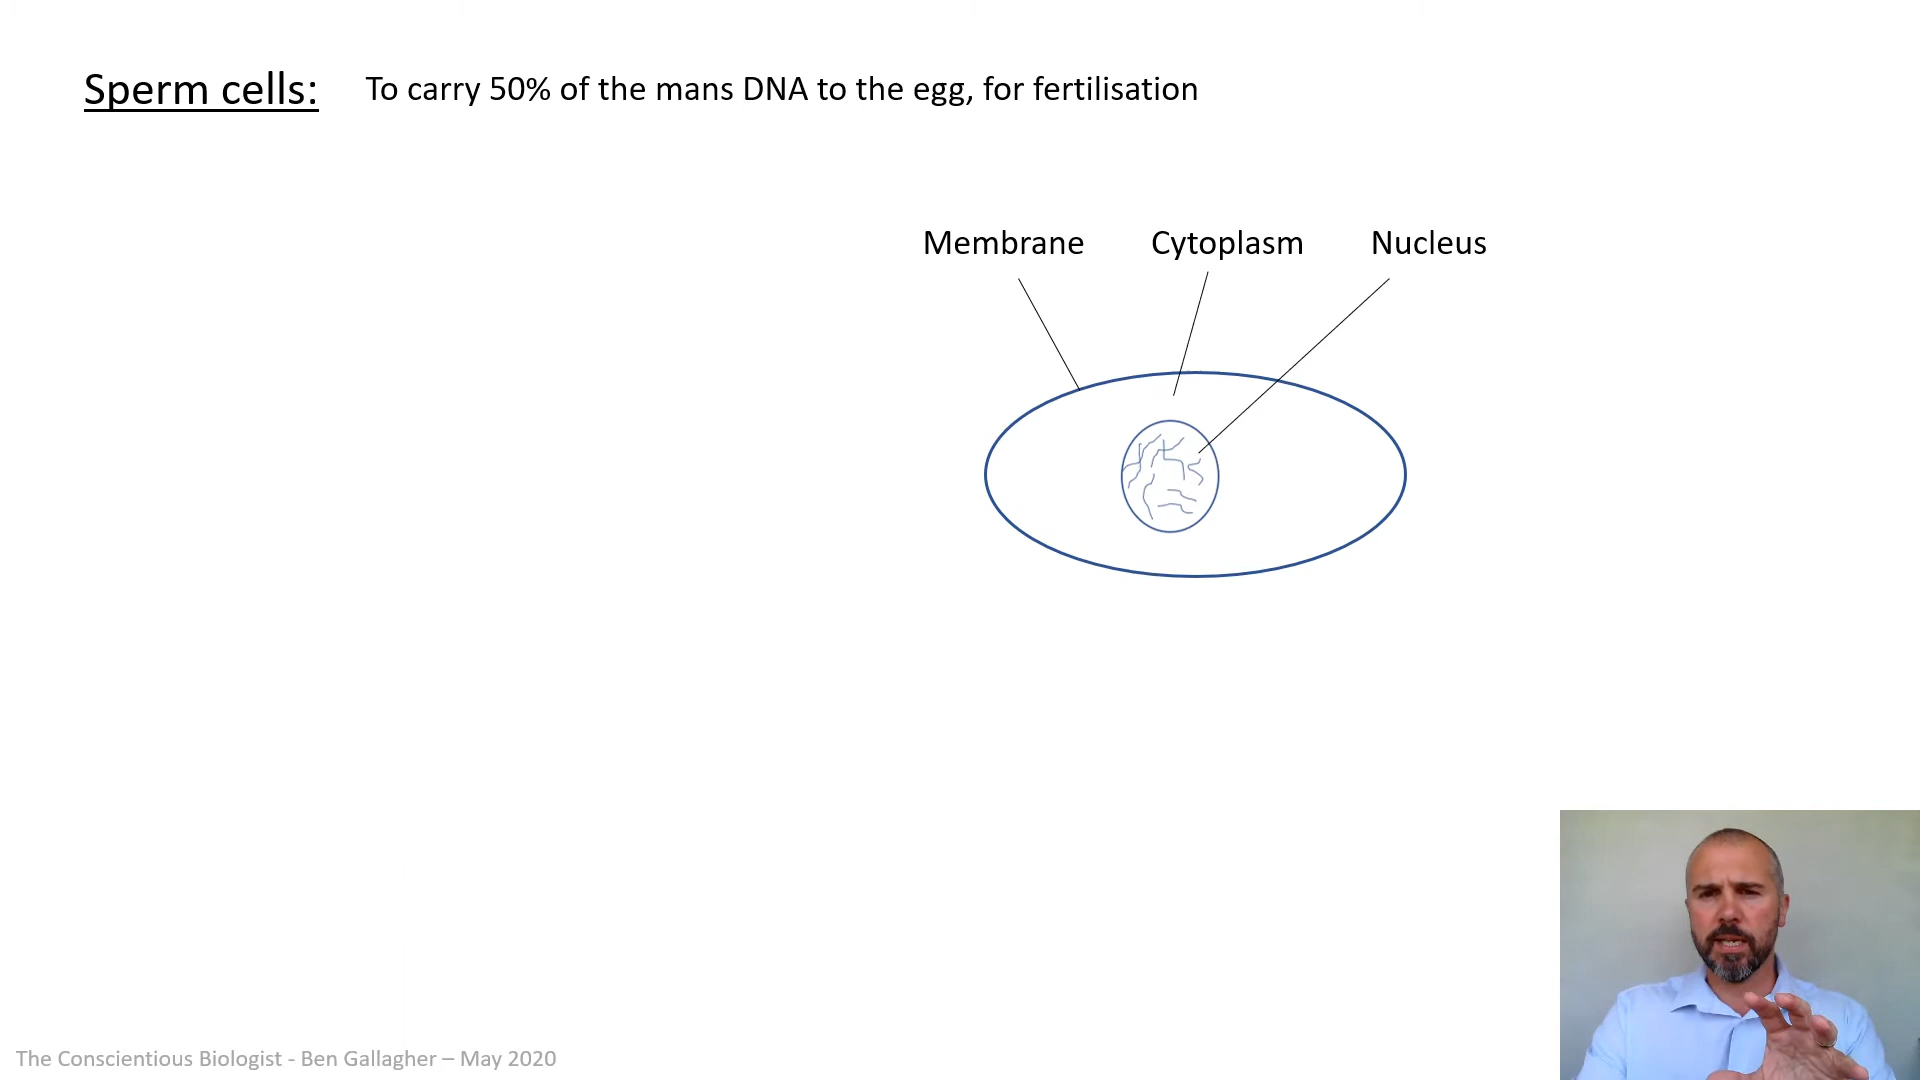 Sperm cells: To carry 50% of the mans DNA to the egg, for fertilisation
Membrane Cytoplasm Nucleus
The Conscientious Biologist - Ben Gallagher – May 2020